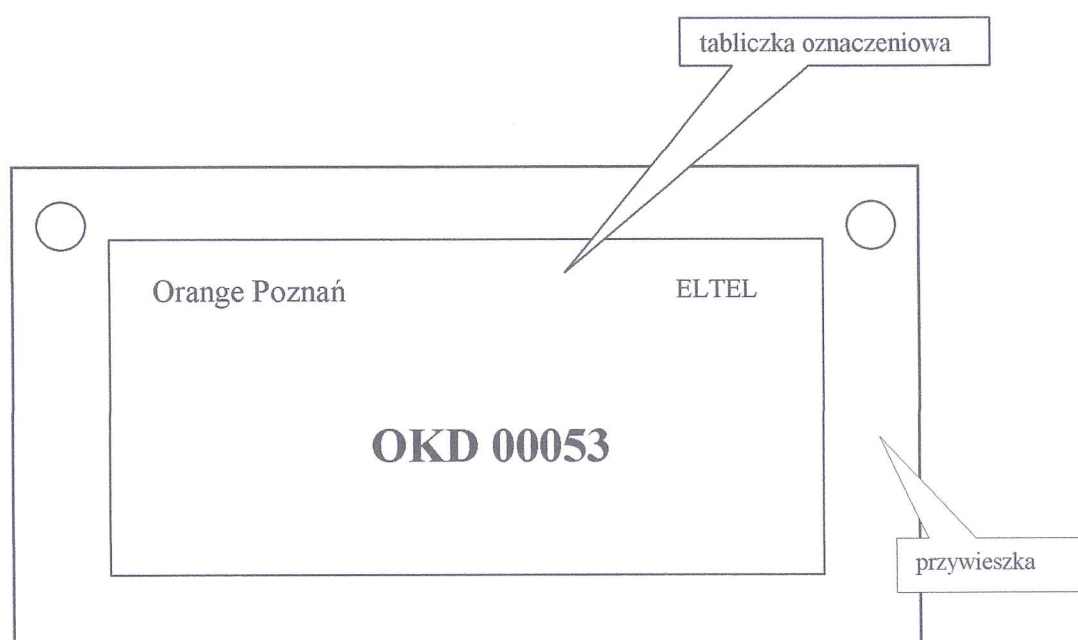 tabliczka oznaczeniowa
Orange Poznań ELTEL
OKD 00053
przywieszka